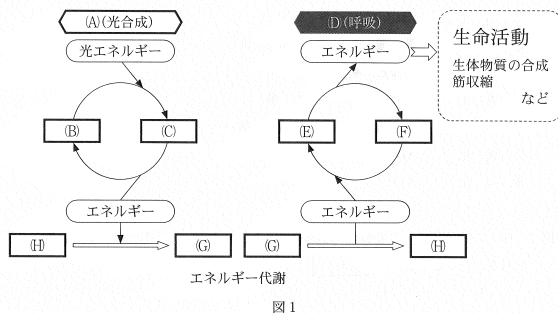 (A)(光合成)
光エネルギー
(B)
(C)
エネルギー
(H)
(G)
(D)(呼吸)
エネルギー
(E)
(F)
エネルギー
(G)
(H)
生命活動
生体物質の合成
筋収縮
など
エネルギー代謝
図1